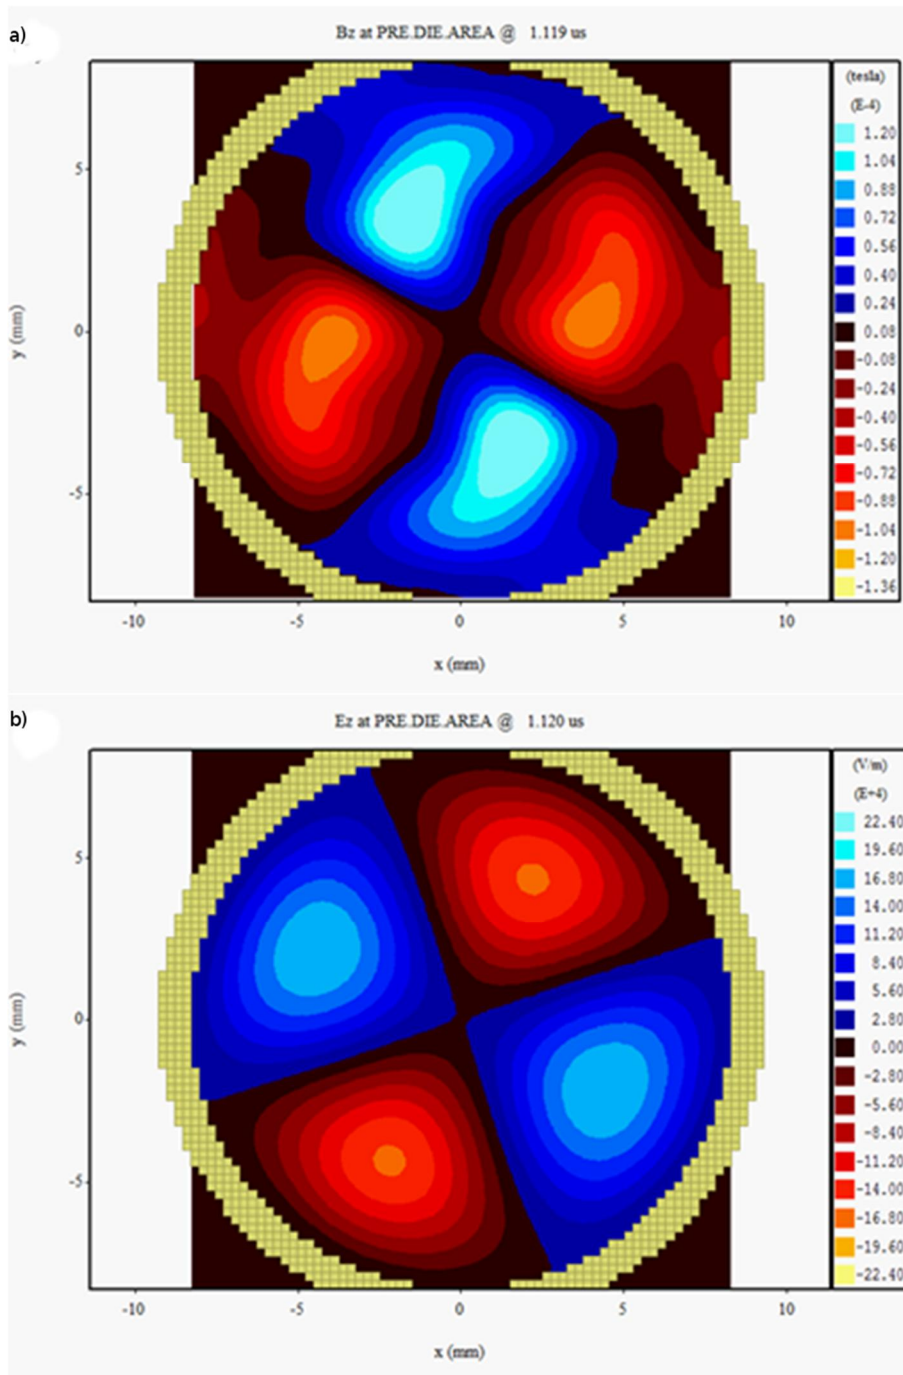 a)
Bz at PRE.DIE.AREA @ 1.119 us
(tesla)
(E-4)
1.20
1.04
0.88
0.72
0.56
0.40
0.24
0.08
-0.08
-0.24
-0.40
-0.56
-0.72
-0.88
-1.04
-1.20
-1.36
5
0
-5
y (mm)
-10 -5 0 5 10
x (mm)
b)
Ez at PRE.DIE.AREA @ 1.120 us
(V/m)
(E+4)
22.40
19.60
16.80
14.00
11.20
8.40
5.60
2.80
0.00
-2.80
-5.60
-8.40
-11.20
-14.00
-16.80
-19.60
-22.40
5
0
-5
y (mm)
-10 -5 0 5 10
x (mm)